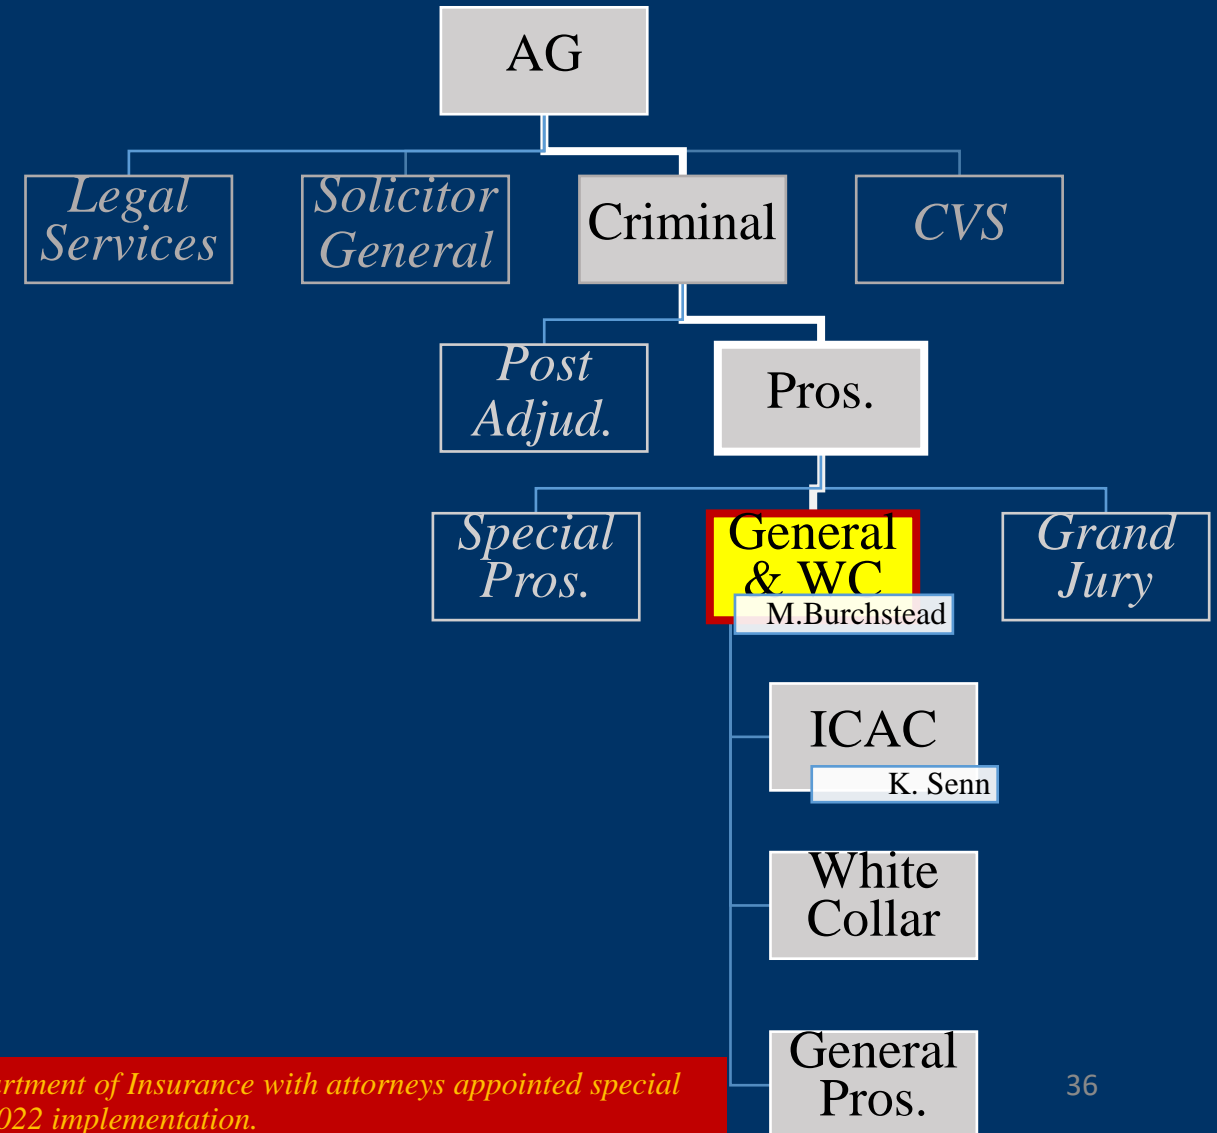 AG
Legal
Services
Solicitor
General
Criminal
CVS
Post
Adjud.
Pros.
Special
Pros.
General
& WC
M.Burchstead
Grand
Jury
ICAC
K. Senn
White
Collar
General
Pros.
artment of Insurance with attorneys appointed special
022 implementation.
36